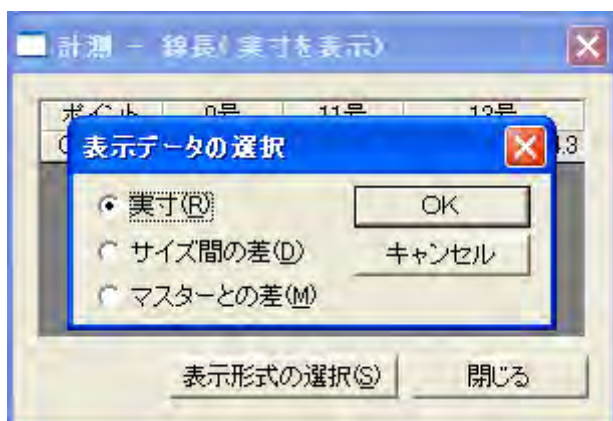 計測 - 線長(実寸を表示)
ポイント 9号 11号 13号
表示データの選択
実寸(R)
OK
サイズ間の差(D)
キャンセル
マスターとの差(M)
表示形式の選択(S)
閉じる